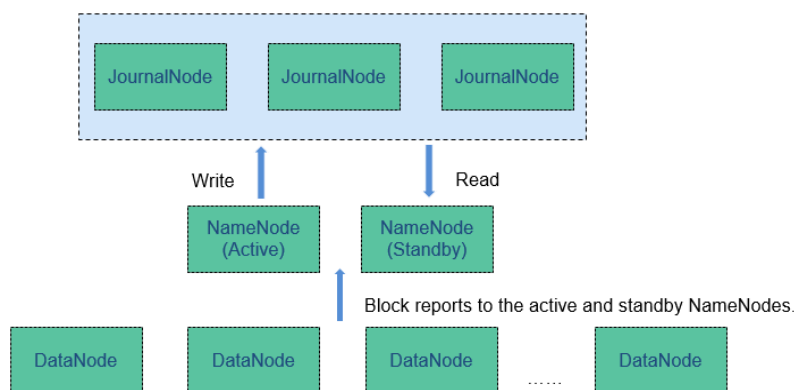 JournalNode
JournalNode
JournalNode
Write
Read
NameNode
(Active)
NameNode
(Standby)
Block reports to the active and standby NameNodes.
DataNode
DataNode
DataNode
……
DataNode